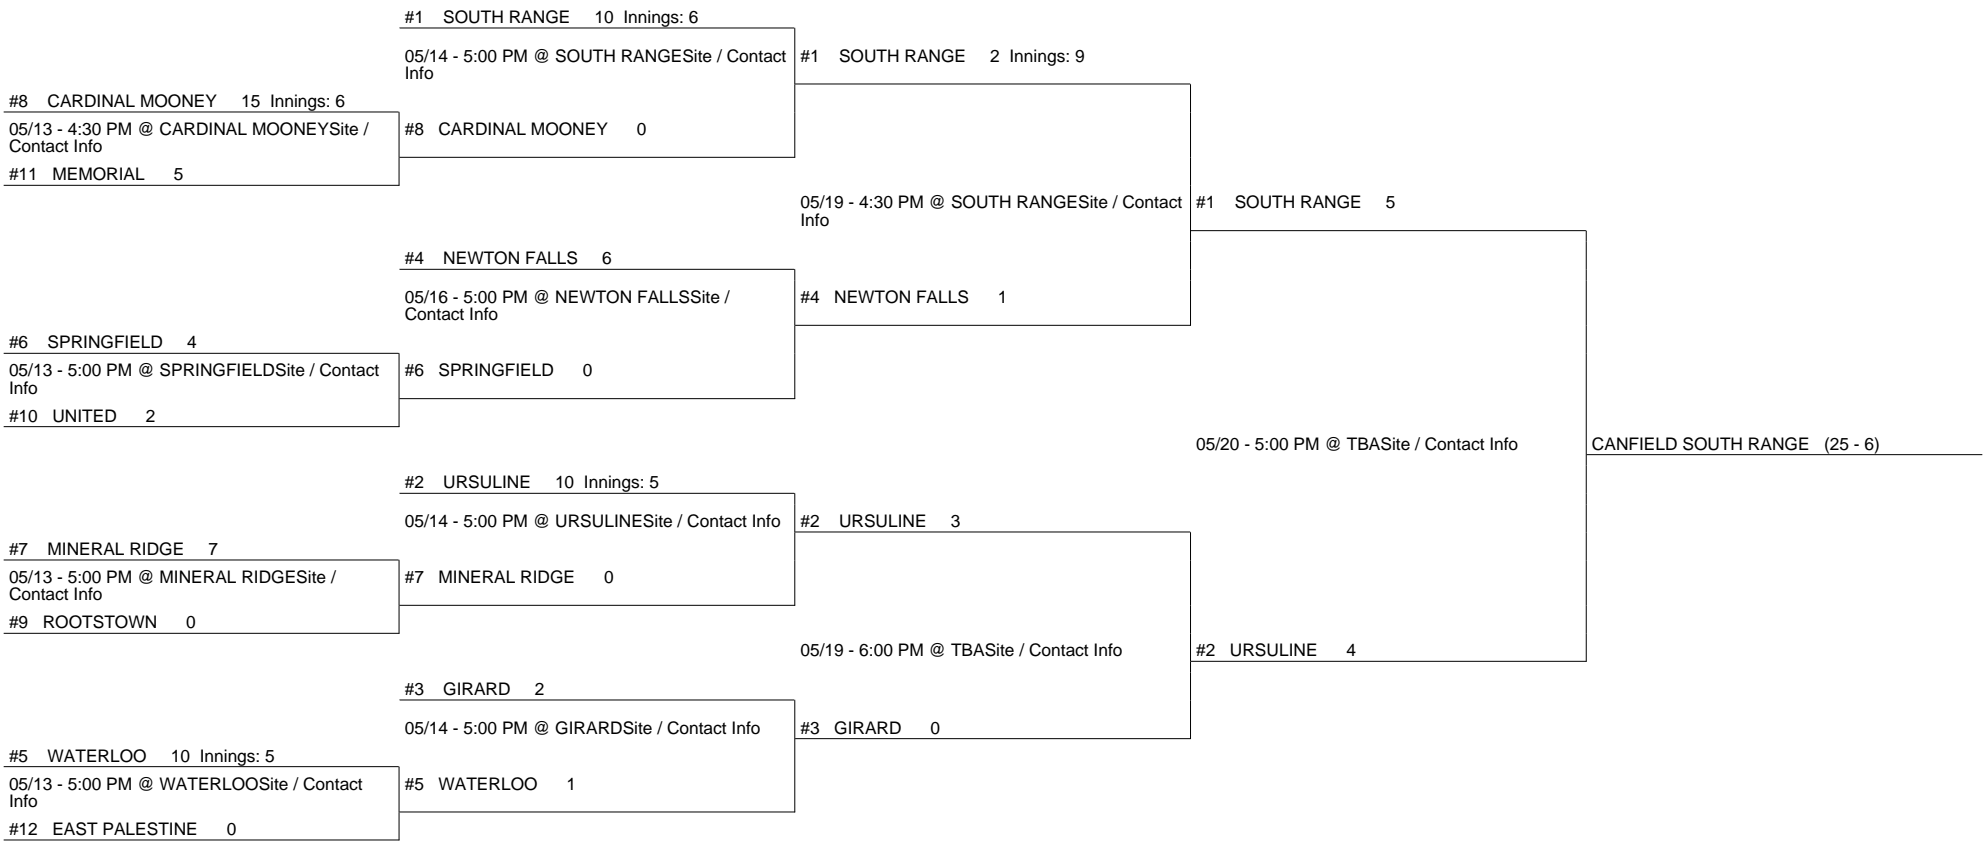 #1 SOUTH RANGE 10 Innings: 6
05/14 - 5:00 PM @ SOUTH RANGESite / Contact
Info
#1 SOUTH RANGE 2 Innings: 9
#8 CARDINAL MOONEY 15 Innings: 6
05/13 - 4:30 PM @ CARDINAL MOONEYSite /
Contact Info
#8 CARDINAL MOONEY 0
#11 MEMORIAL 5
05/19 - 4:30 PM @ SOUTH RANGESite / Contact
Info
#1 SOUTH RANGE 5
#4 NEWTON FALLS 6
05/16 - 5:00 PM @ NEWTON FALLSSite /
Contact Info
#4 NEWTON FALLS 1
#6 SPRINGFIELD 4
05/13 - 5:00 PM @ SPRINGFIELDSite / Contact
Info
#6 SPRINGFIELD 0
#10 UNITED 2
05/20 - 5:00 PM @ TBASite / Contact Info
CANFIELD SOUTH RANGE (25 - 6)
#2 URSULINE 10 Innings: 5
05/14 - 5:00 PM @ URSULINESite / Contact Info
#2 URSULINE 3
#7 MINERAL RIDGE 7
05/13 - 5:00 PM @ MINERAL RIDGESite /
Contact Info
#7 MINERAL RIDGE 0
#9 ROOTSTOWN 0
05/19 - 6:00 PM @ TBASite / Contact Info
#2 URSULINE 4
#3 GIRARD 2
05/14 - 5:00 PM @ GIRARDSite / Contact Info
#3 GIRARD 0
#5 WATERLOO 10 Innings: 5
05/13 - 5:00 PM @ WATERLOOSite / Contact
Info
#5 WATERLOO 1
#12 EAST PALESTINE 0